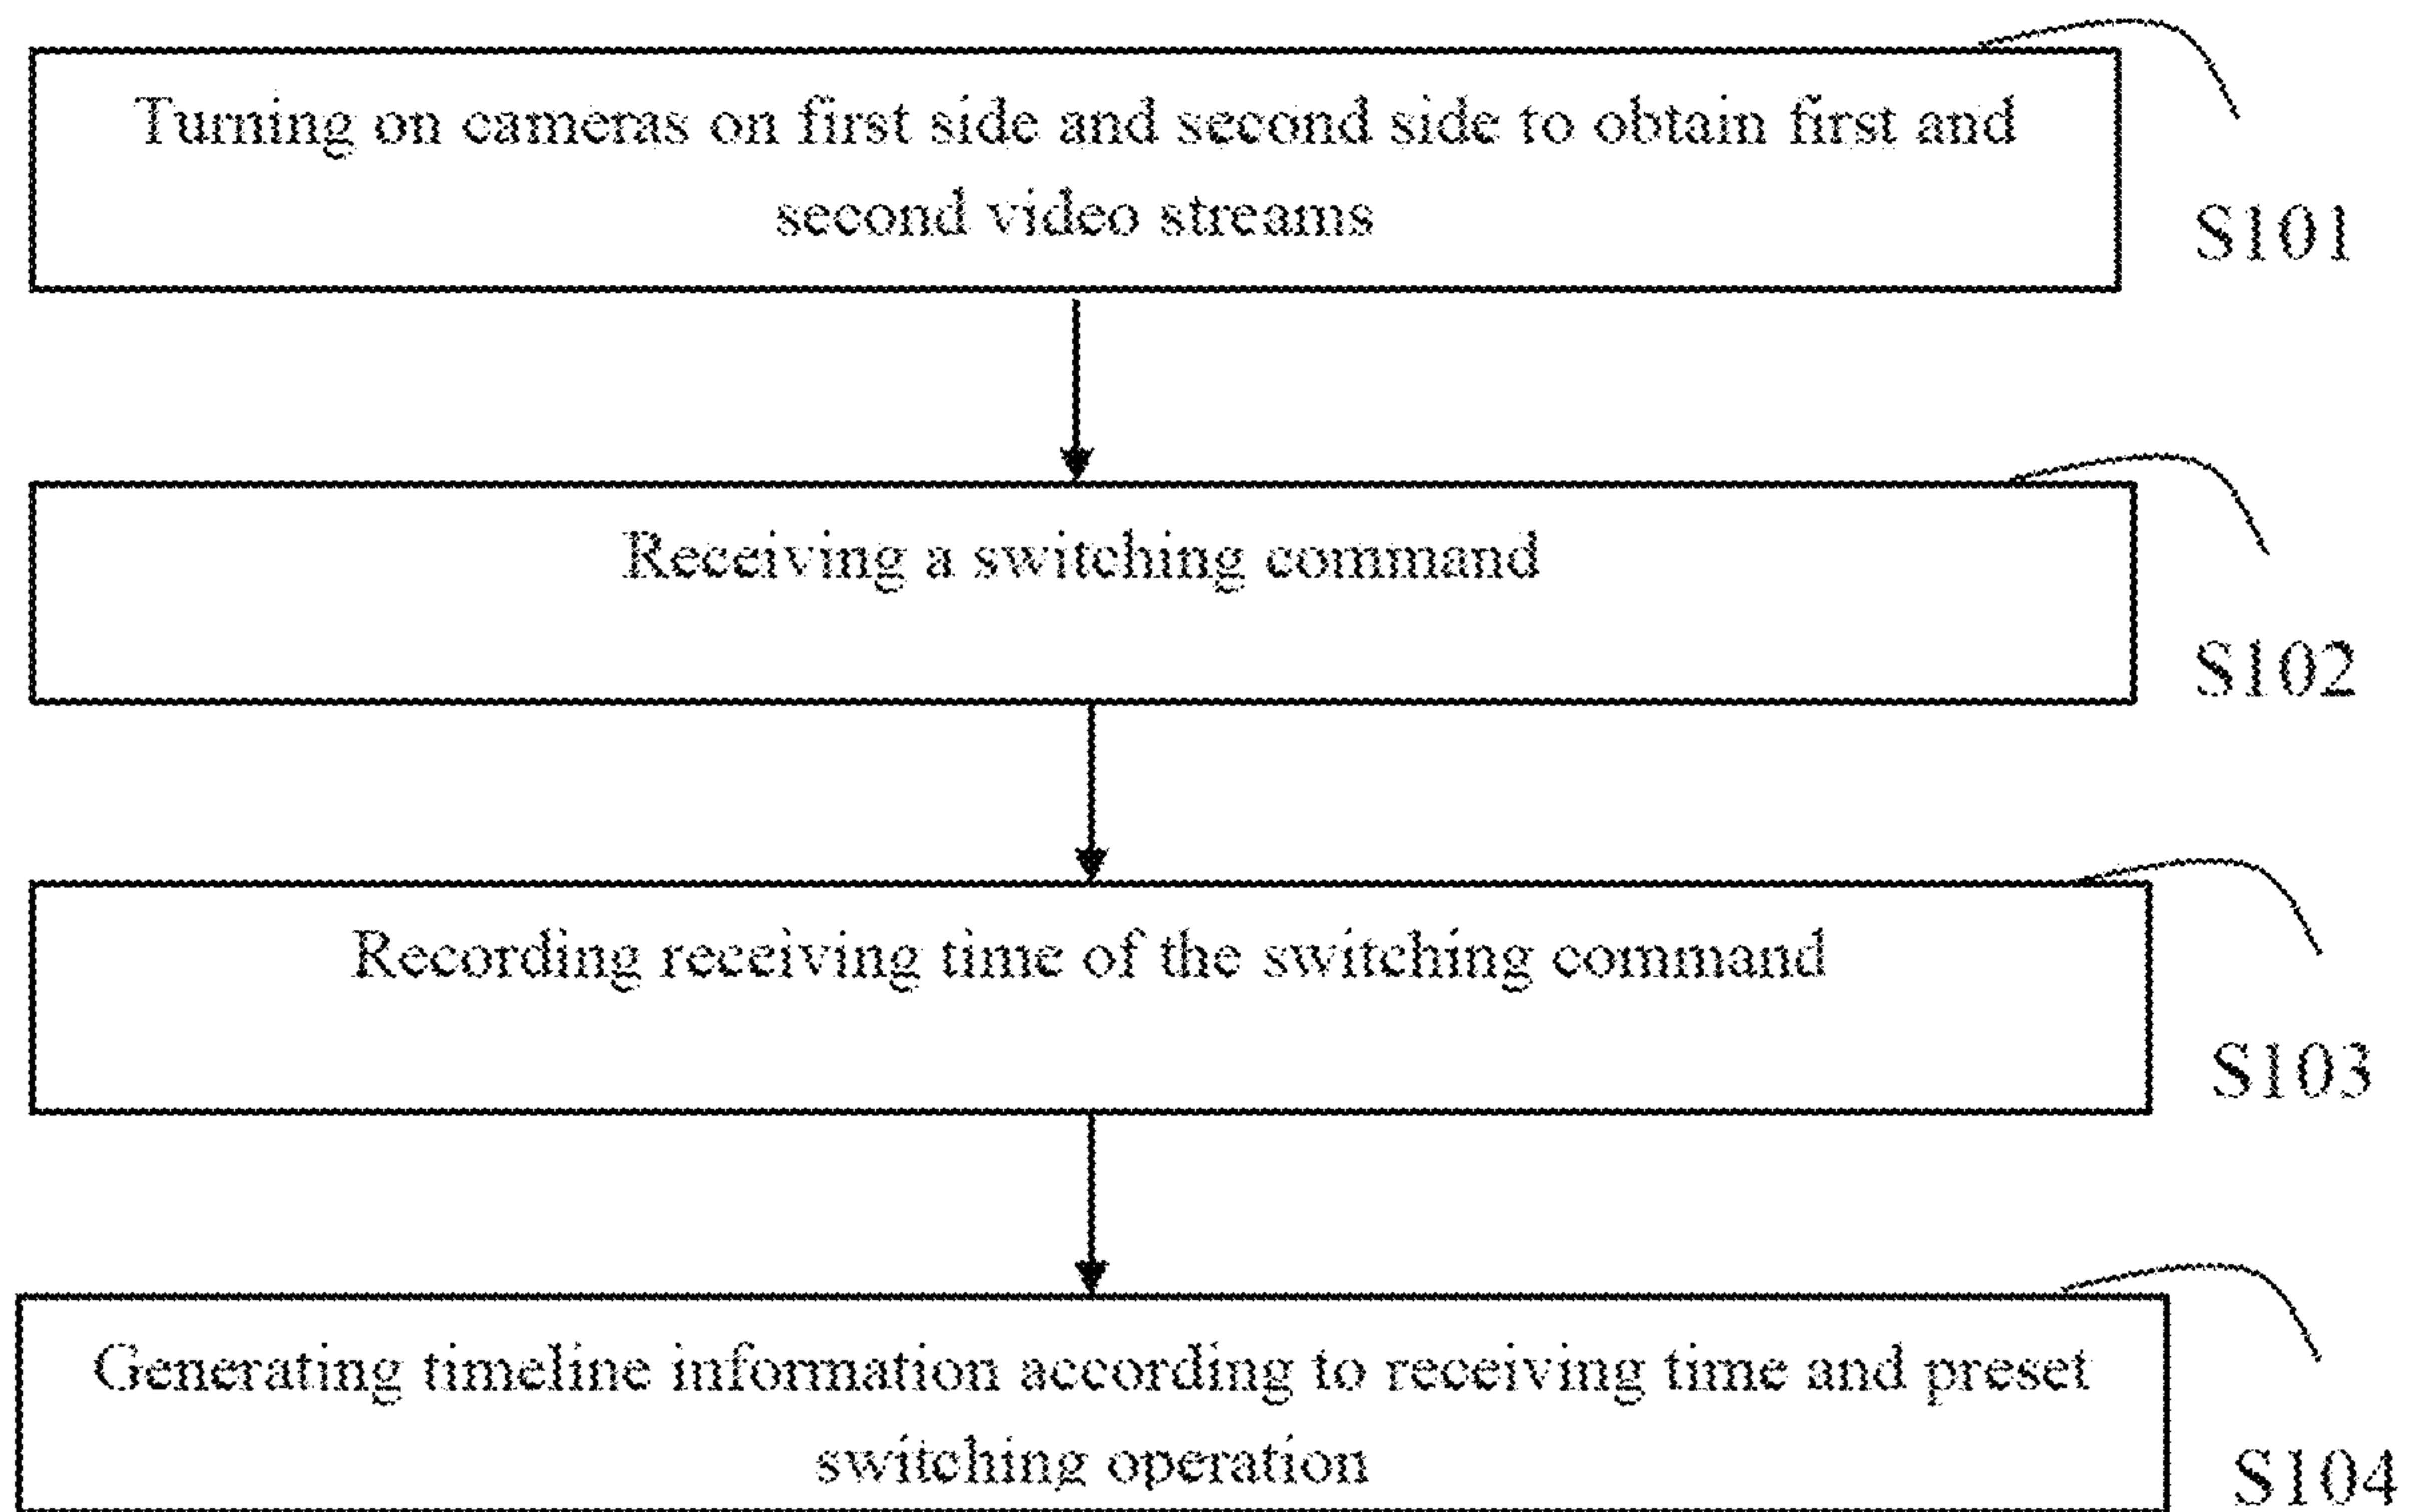 Turning on cameras on first side and second side to obtain first and
second video streams
S101
Receiving a switching command
S102
Recording receiving time of the switching command
S103
Generating timeline information according to receiving time and preset
switching operation
S104